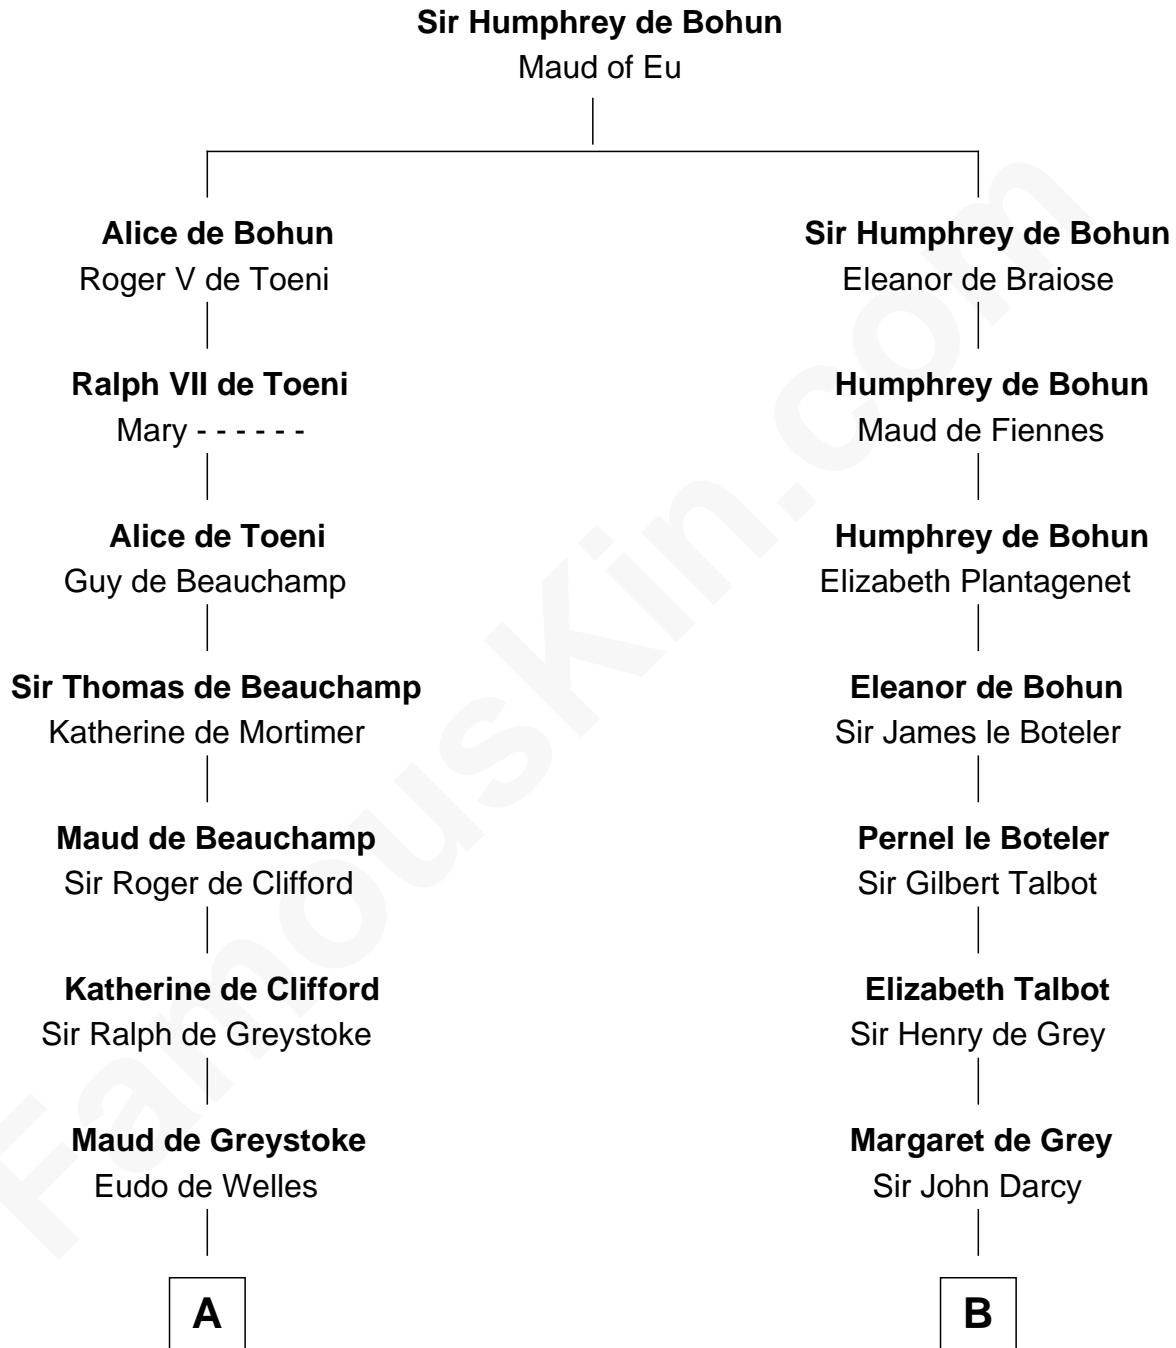 Sir Humphrey de Bohun
Maud of Eu
Alice de Bohun
Roger V de Toeni
Sir Humphrey de Bohun
Eleanor de Braiose
Ralph VII de Toeni
Mary - - - - - -
Humphrey de Bohun
Maud de Fiennes
Alice de Toeni
Guy de Beauchamp
Humphrey de Bohun
Elizabeth Plantagenet
Sir Thomas de Beauchamp
Katherine de Mortimer
Eleanor de Bohun
Sir James le Boteler
Maud de Beauchamp
Sir Roger de Clifford
Pernel le Boteler
Sir Gilbert Talbot
Katherine de Clifford
Sir Ralph de Greystoke
Elizabeth Talbot
Sir Henry de Grey
Maud de Greystoke
Eudo de Welles
Margaret de Grey
Sir John Darcy
A
B
FamousKin.com